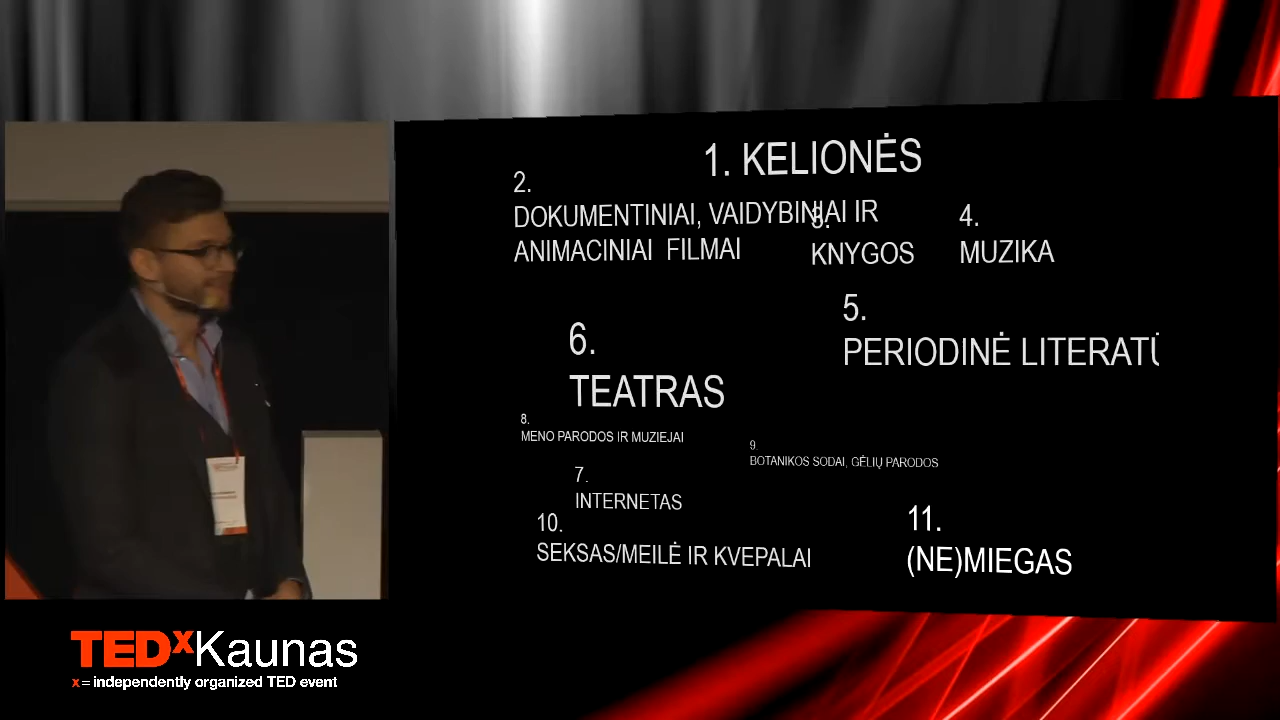 1. KELIONĖS
2.
DOKUMENTINIAI, VAIDYBINIAI IR
ANIMACINIAI FILMAI
3.
KNYGOS
4.
MUZIKA
5.
PERIODINĖ LITERATŪ
6.
TEATRAS
8.
MENO PARODOS IR MUZIEJAI
9.
BOTANIKOS SODAI, GĖLIŲ PARODOS
7.
INTERNETAS
10.
SEKSAS/MEILĖ IR KVEPALAI
11.
(NE)MIEGAS
TEDxKaunas
x = independently organized TED event